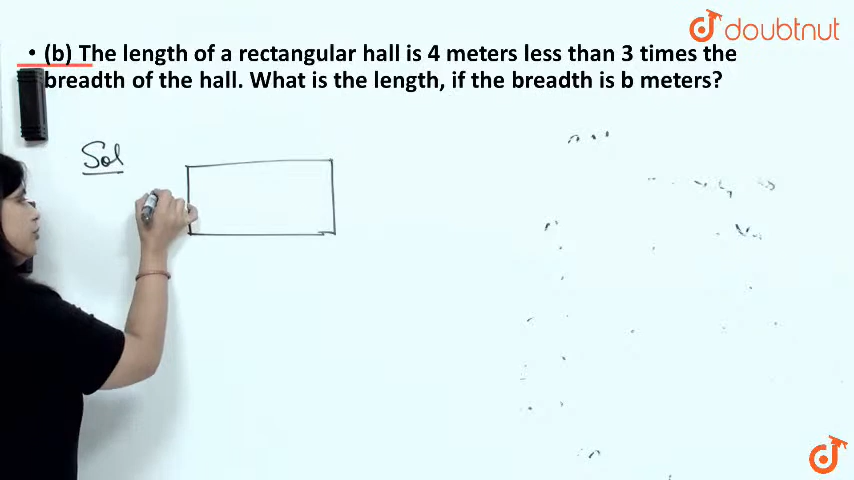 doubtnut
• (b) The length of a rectangular hall is 4 meters less than 3 times the
breadth of the hall. What is the length, if the breadth is b meters?
Sol